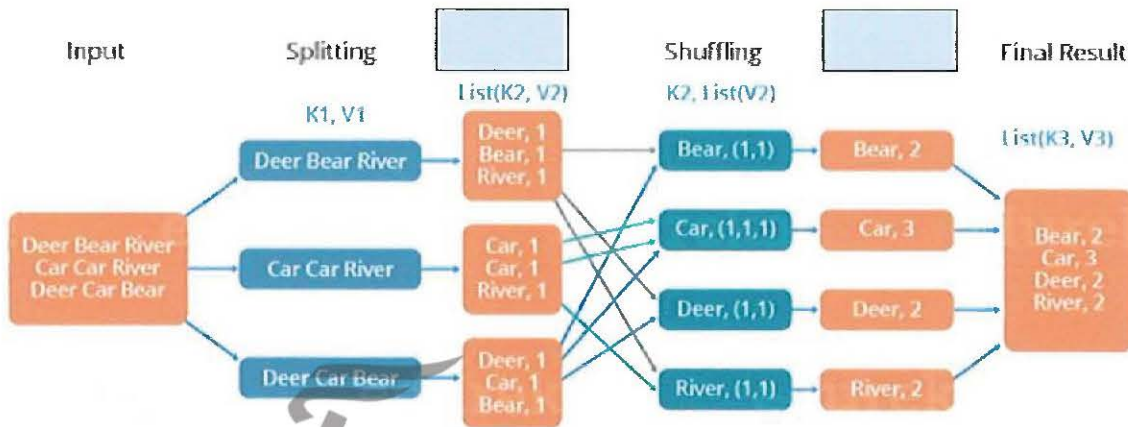 Input
Splitting
Shuffling
Final Result
K1, V1
List(K2, V2)
K2, List(V2)
List(K3, V3)
Deer Bear River
Car Car River
Deer Car Bear
Deer Bear River
Car Car River
Deer Car Bear
Deer, 1
Bear, 1
River, 1
Car, 1
Car, 1
River, 1
Deer, 1
Car, 1
Bear, 1
Bear, (1,1)
Car, (1,1,1)
Deer, (1,1)
River, (1,1)
Bear, 2
Car, 3
Deer, 2
River, 2
Bear, 2
Car, 3
Deer, 2
River, 2